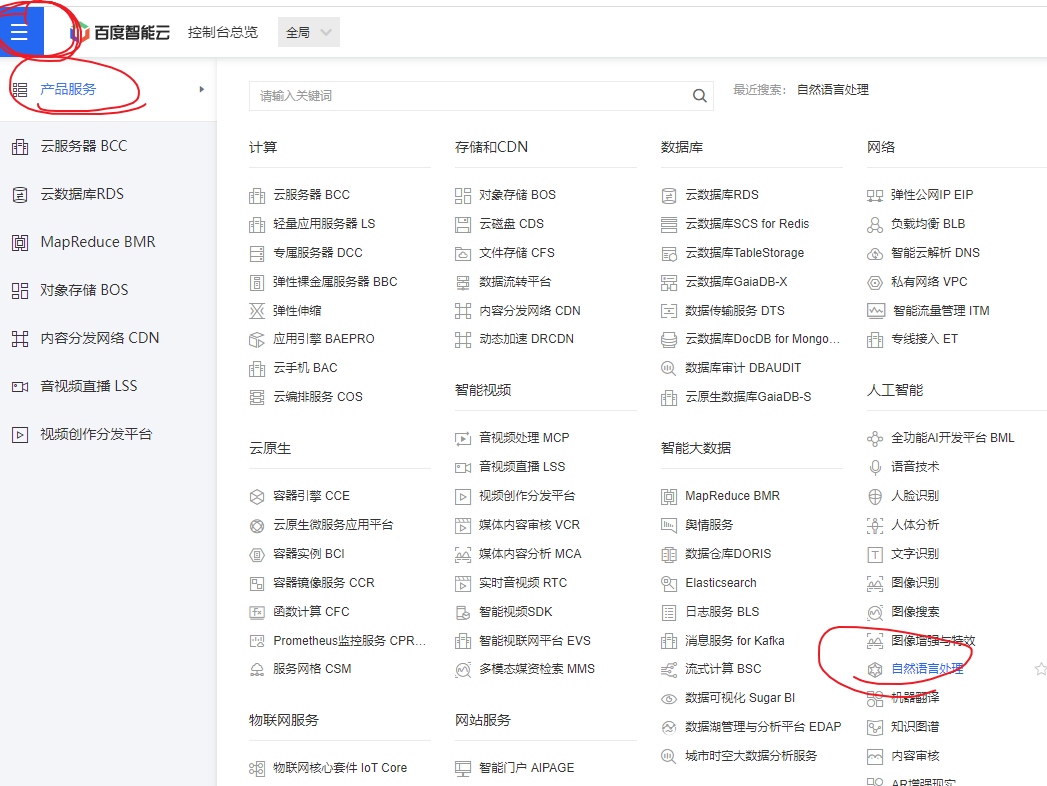 百度智能云 控制台总览 全局
产品服务
云服务器 BCC
云数据库RDS
MapReduce BMR
对象存储 BOS
内容分发网络 CDN
音视频直播 LSS
视频创作分发平台
请输入关键词
最近搜索： 自然语言处理
计算
云服务器 BCC
轻量应用服务器 LS
专属服务器 DCC
弹性裸金属服务器 BBC
弹性伸缩
应用引擎 BAEPRO
云手机 BAC
云编排服务 COS
云原生
容器引擎 CCE
云原生微服务应用平台
容器实例 BCI
容器镜像服务 CCR
函数计算 CFC
Prometheus监控服务 CPR...
服务网格 CSM
物联网服务
物联网核心套件 IoT Core
存储和CDN
对象存储 BOS
云磁盘 CDS
文件存储 CFS
数据流转平台
内容分发网络 CDN
动态加速 DRCDN
智能视频
音视频处理 MCP
音视频直播 LSS
视频创作分发平台
媒体内容审核 VCR
媒体内容分析 MCA
实时音视频 RTC
智能视频SDK
智能视联网平台 EVS
多模态媒资检索 MMS
网站服务
智能门户 AIPAGE
数据库
云数据库RDS
云数据库SCS for Redis
云数据库TableStorage
云数据库GaiaDB-X
数据传输服务 DTS
云数据库DocDB for Mongo...
数据库审计 DBAUDIT
云原生数据库GaiaDB-S
智能大数据
MapReduce BMR
舆情服务
数据仓库DORIS
Elasticsearch
日志服务 BLS
消息服务 for Kafka
流式计算 BSC
数据可视化 Sugar BI
数据湖管理与分析平台 EDAP
城市时空大数据分析服务
网络
弹性公网IP EIP
负载均衡 BLB
智能云解析 DNS
私有网络 VPC
智能流量管理 ITM
专线接入 ET
人工智能
全功能AI开发平台 BML
语音技术
人脸识别
人体分析
文字识别
图像识别
图像搜索
图像增强与特效
自然语言处理
机器翻译
知识图谱
内容审核
AR增强现实